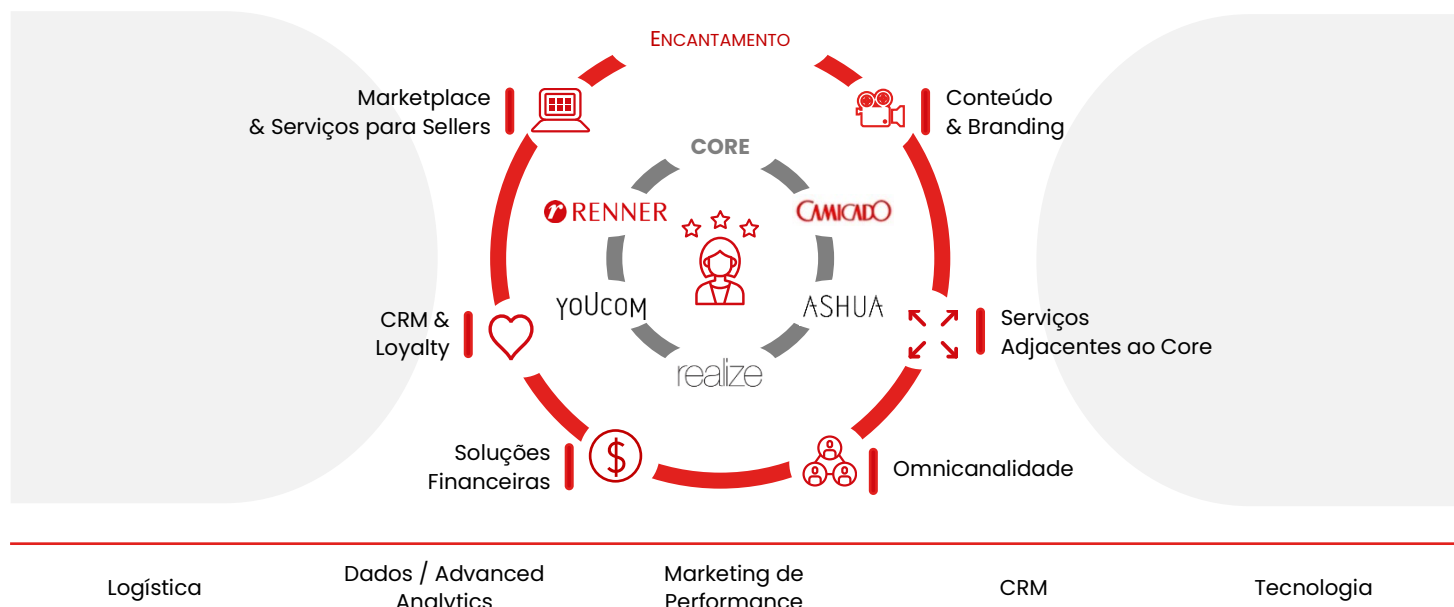 ENCANTAMENTO
Marketplace
& Serviços para Sellers
Conteúdo
& Branding
CORE
RENNER
CAMICADO
YOUCOM
ASHUA
realize
CRM &
Loyalty
Serviços
Adjacentes ao Core
Soluções
Financeiras
Omnicanalidade
Logística
Dados / Advanced
Analytics
Marketing de
Performance
CRM
Tecnologia